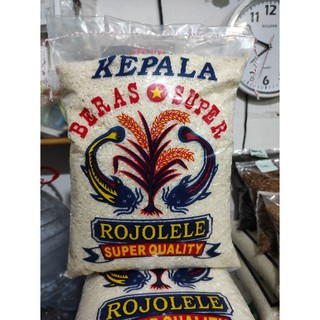 KEPALA
BERAS SUPER
ROJOLELE
SUPER QUALITY
ROJOLELE